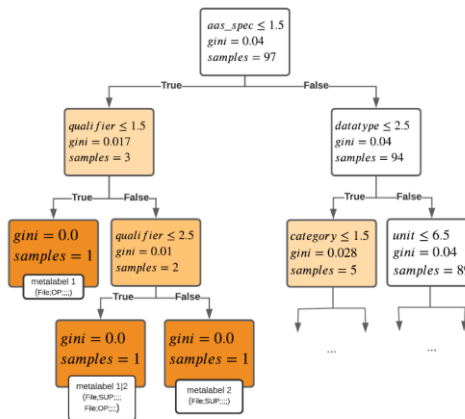 aas_spec ≤ 1.5
gini = 0.04
samples = 97
True
False
qualifier ≤ 1.5
gini = 0.017
samples = 3
datatype ≤ 2.5
gini = 0.04
samples = 94
True
False
True
False
gini = 0.0
samples = 1
metalabel 1
(File;OP;;;;)
qualifier ≤ 2.5
gini = 0.01
samples = 2
category ≤ 1.5
gini = 0.028
samples = 5
unit ≤ 6.5
gini = 0.04
samples = 89
True
False
...
...
gini = 0.0
samples = 1
metalabel 1|2
(File;SUP;;;;
File;OP;;;;)
gini = 0.0
samples = 1
metalabel 2
(File;SUP;;;;)